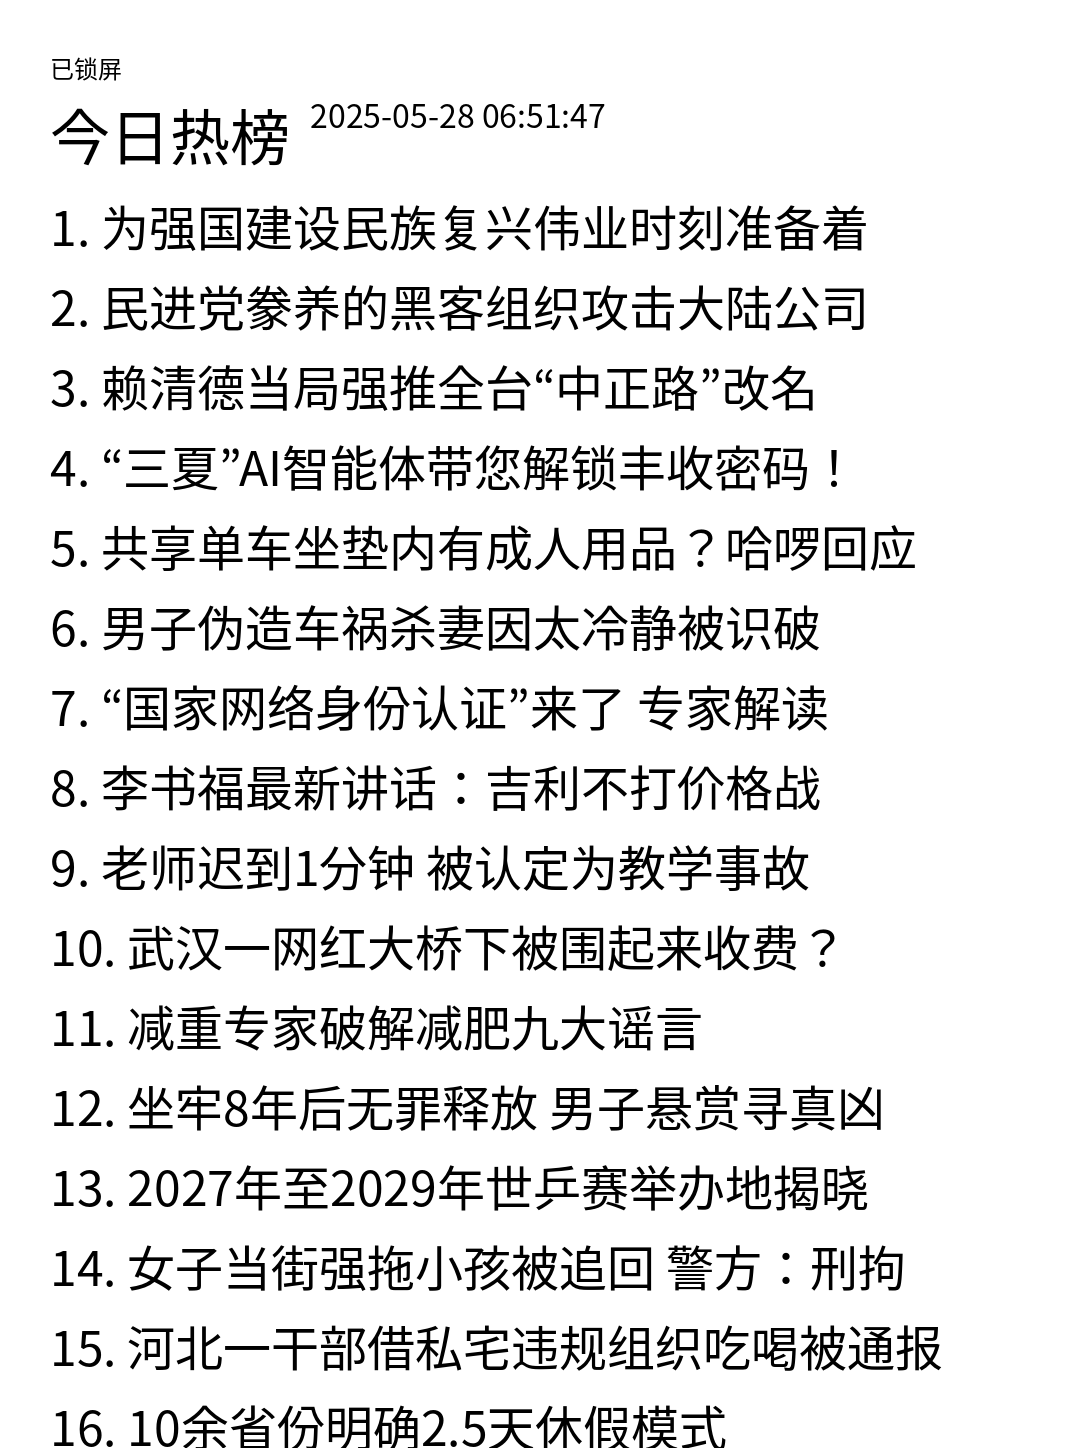 已锁屏
今日热榜 2025-05-28 06:51:47
1. 为强国建设民族复兴伟业时刻准备着
2. 民进党豢养的黑客组织攻击大陆公司
3. 赖清德当局强推全台“中正路”改名
4. “三夏”AI智能体带您解锁丰收密码！
5. 共享单车坐垫内有成人用品？哈啰回应
6. 男子伪造车祸杀妻因太冷静被识破
7. “国家网络身份认证”来了 专家解读
8. 李书福最新讲话：吉利不打价格战
9. 老师迟到1分钟 被认定为教学事故
10. 武汉一网红大桥下被围起来收费？
11. 减重专家破解减肥九大谣言
12. 坐牢8年后无罪释放 男子悬赏寻真凶
13. 2027年至2029年世乒赛举办地揭晓
14. 女子当街强拖小孩被追回 警方：刑拘
15. 河北一干部借私宅违规组织吃喝被通报
16. 10余省份明确2.5天休假模式